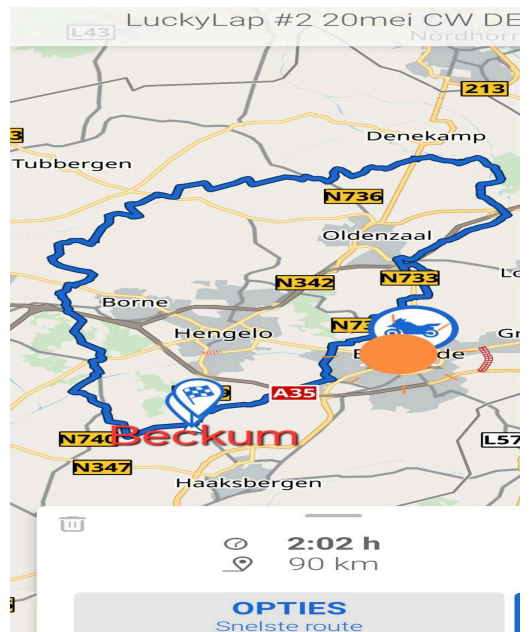 LuckyLap #2 20mei CW DE
L43
Nordhorn
213
Denekamp
Tubbergen
N736
Oldenzaal
N733
N342
Borne
Hengelo
A35
N740
Beckum
L57
N347
Haaksbergen
2:02 h
90 km
OPTIES
Snelste route